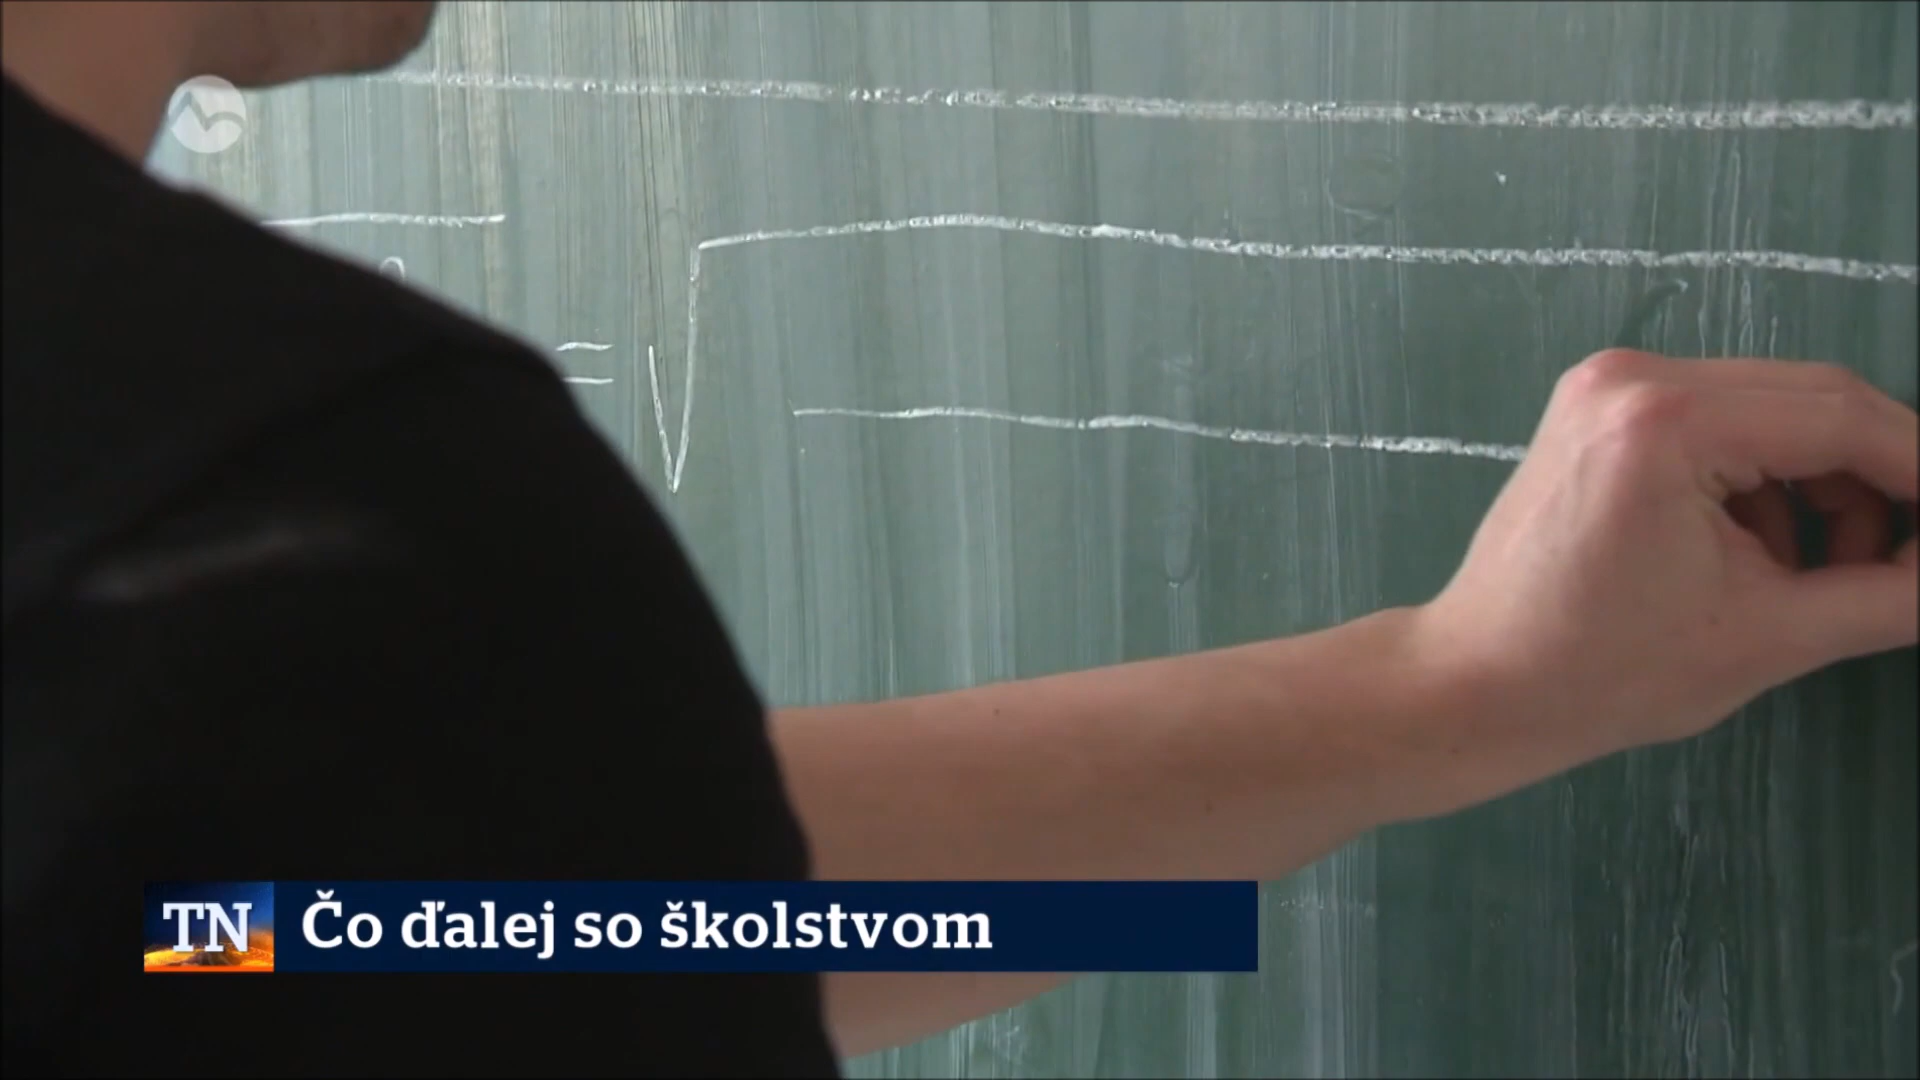 =
TN Čo ďalej so školstvom